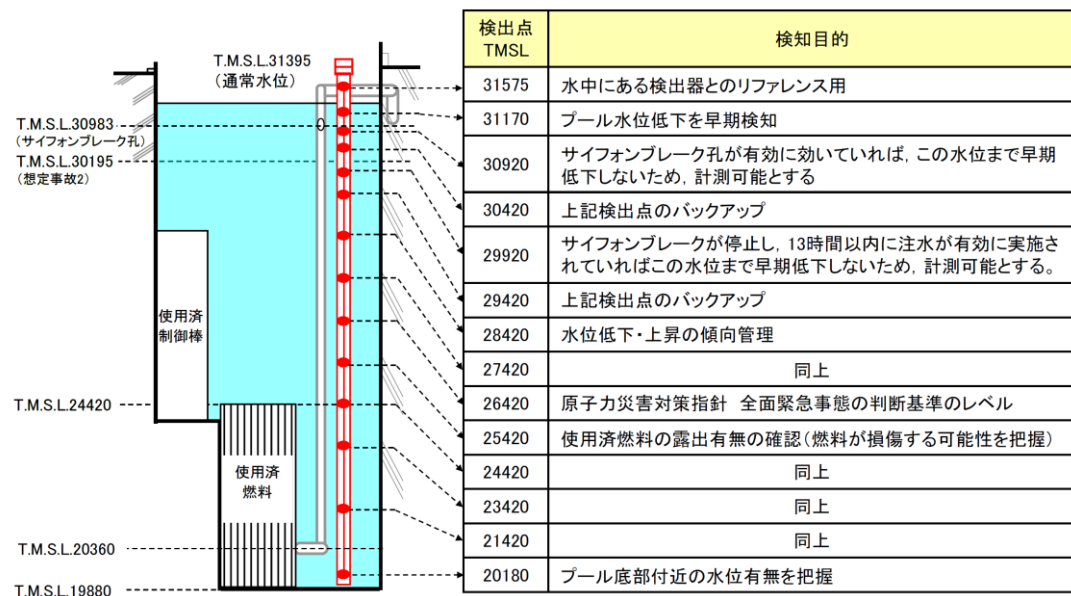 T.M.S.L.31395
(通常水位)
T.M.S.L.30983
(サイフォンブレーク孔)
T.M.S.L.30195
(想定事故2)
使用済
制御棒
T.M.S.L.24420
使用済
燃料
T.M.S.L.20360
T.M.S.L.19880
検出点
TMSL
検知目的
31575 水中にある検出器とのリファレンス用
31170 プール水位低下を早期検知
30920 サイフォンブレーク孔が有効に効いていれば, この水位まで早期
低下しないため, 計測可能とする
30420 上記検出点のバックアップ
29920 サイフォンブレークが停止し, 13時間以内に注水が有効に実施さ
れていればこの水位まで早期低下しないため, 計測可能とする。
29420 上記検出点のバックアップ
28420 水位低下・上昇の傾向管理
27420 同上
26420 原子力災害対策指針 全面緊急事態の判断基準のレベル
25420 使用済燃料の露出有無の確認(燃料が損傷する可能性を把握)
24420 同上
23420 同上
21420 同上
20180 プール底部付近の水位有無を把握